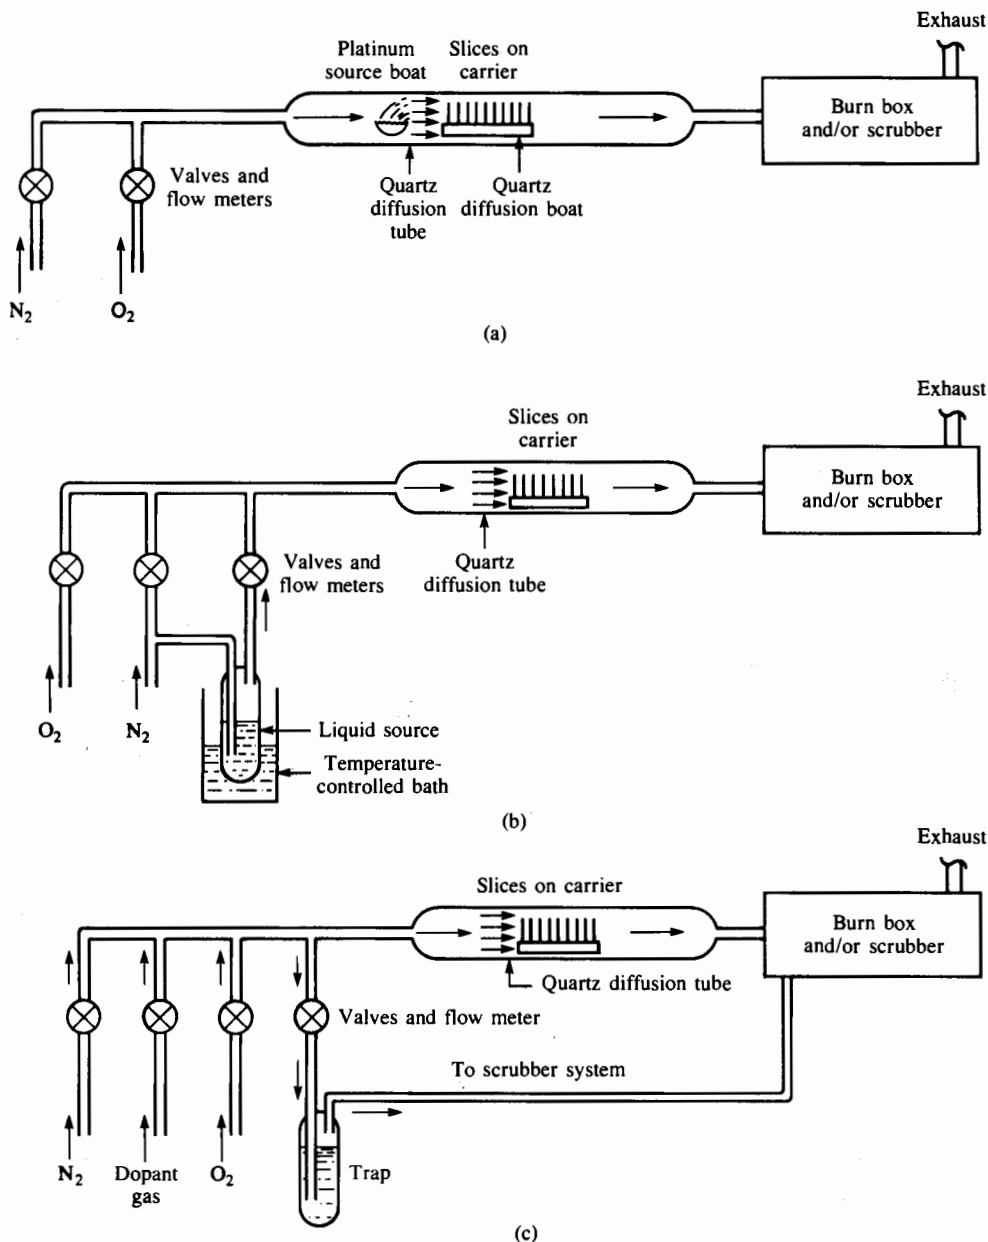 Exhaust
Platinum
source boat
Slices on
carrier
Burn box
and/or scrubber
Valves and
flow meters
Quartz
diffusion
tube
Quartz
diffusion boat
N₂
O₂
(a)
Exhaust
Slices on
carrier
Burn box
and/or scrubber
Valves and
flow meters
Quartz
diffusion tube
O₂
N₂
Liquid source
Temperature-
controlled bath
(b)
Exhaust
Slices on carrier
Burn box
and/or scrubber
Quartz diffusion tube
Valves and flow meter
To scrubber system
N₂
Dopant
gas
O₂
Trap
(c)